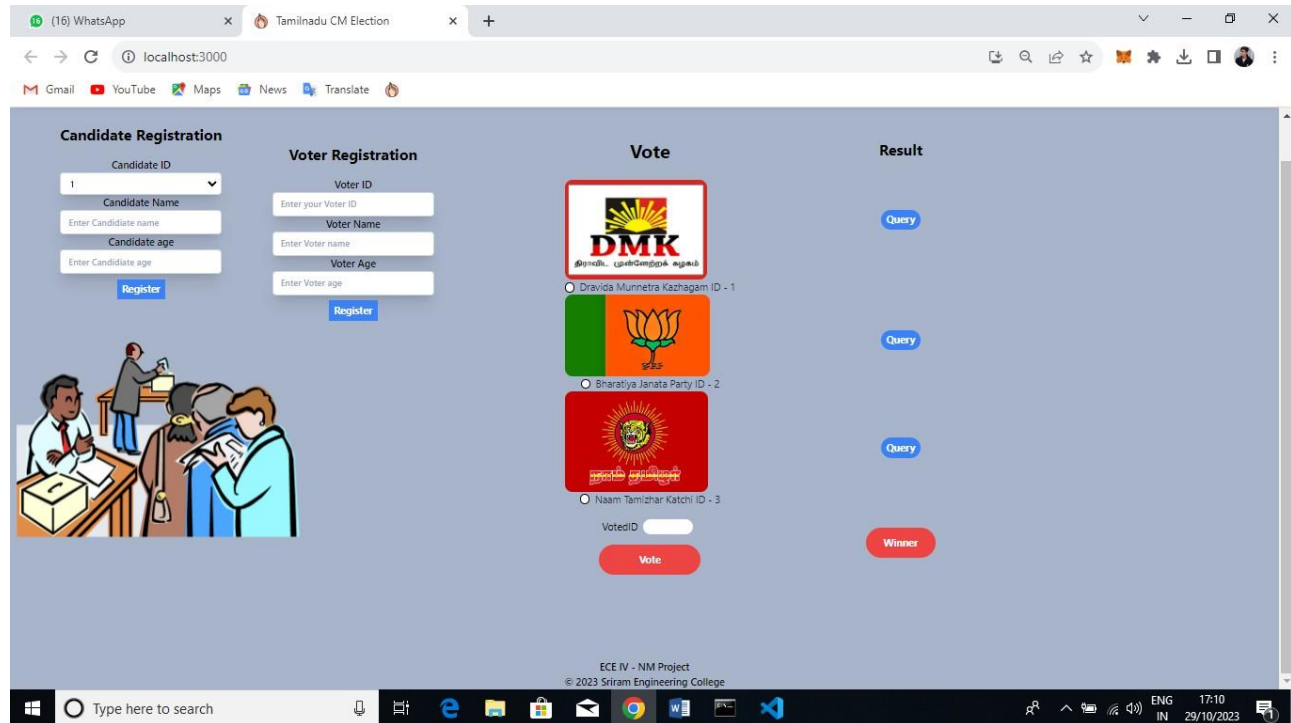 (16) WhatsApp
Tamilnadu CM Election
localhost:3000
Gmail
YouTube
Maps
News
Translate
Candidate Registration
Candidate ID
1
Candidate Name
Enter Candidiate name
Candidate age
Enter Candidiate age
Register
Voter Registration
Voter ID
Enter your Voter ID
Voter Name
Enter Voter name
Voter Age
Enter Voter age
Register
Vote
DMK
திராவிட முன்னேற்றக் கழகம்
Dravida Munnetra Kazhagam ID - 1
Bharatiya Janata Party ID - 2
நாம் தமிழர்
Naam Tamizhar Katchi ID - 3
VotedID
Vote
Result
Query
Query
Query
Winner
ECE IV - NM Project
© 2023 Sriram Engineering College
Type here to search
ENG
IN
17:10
29/10/2023